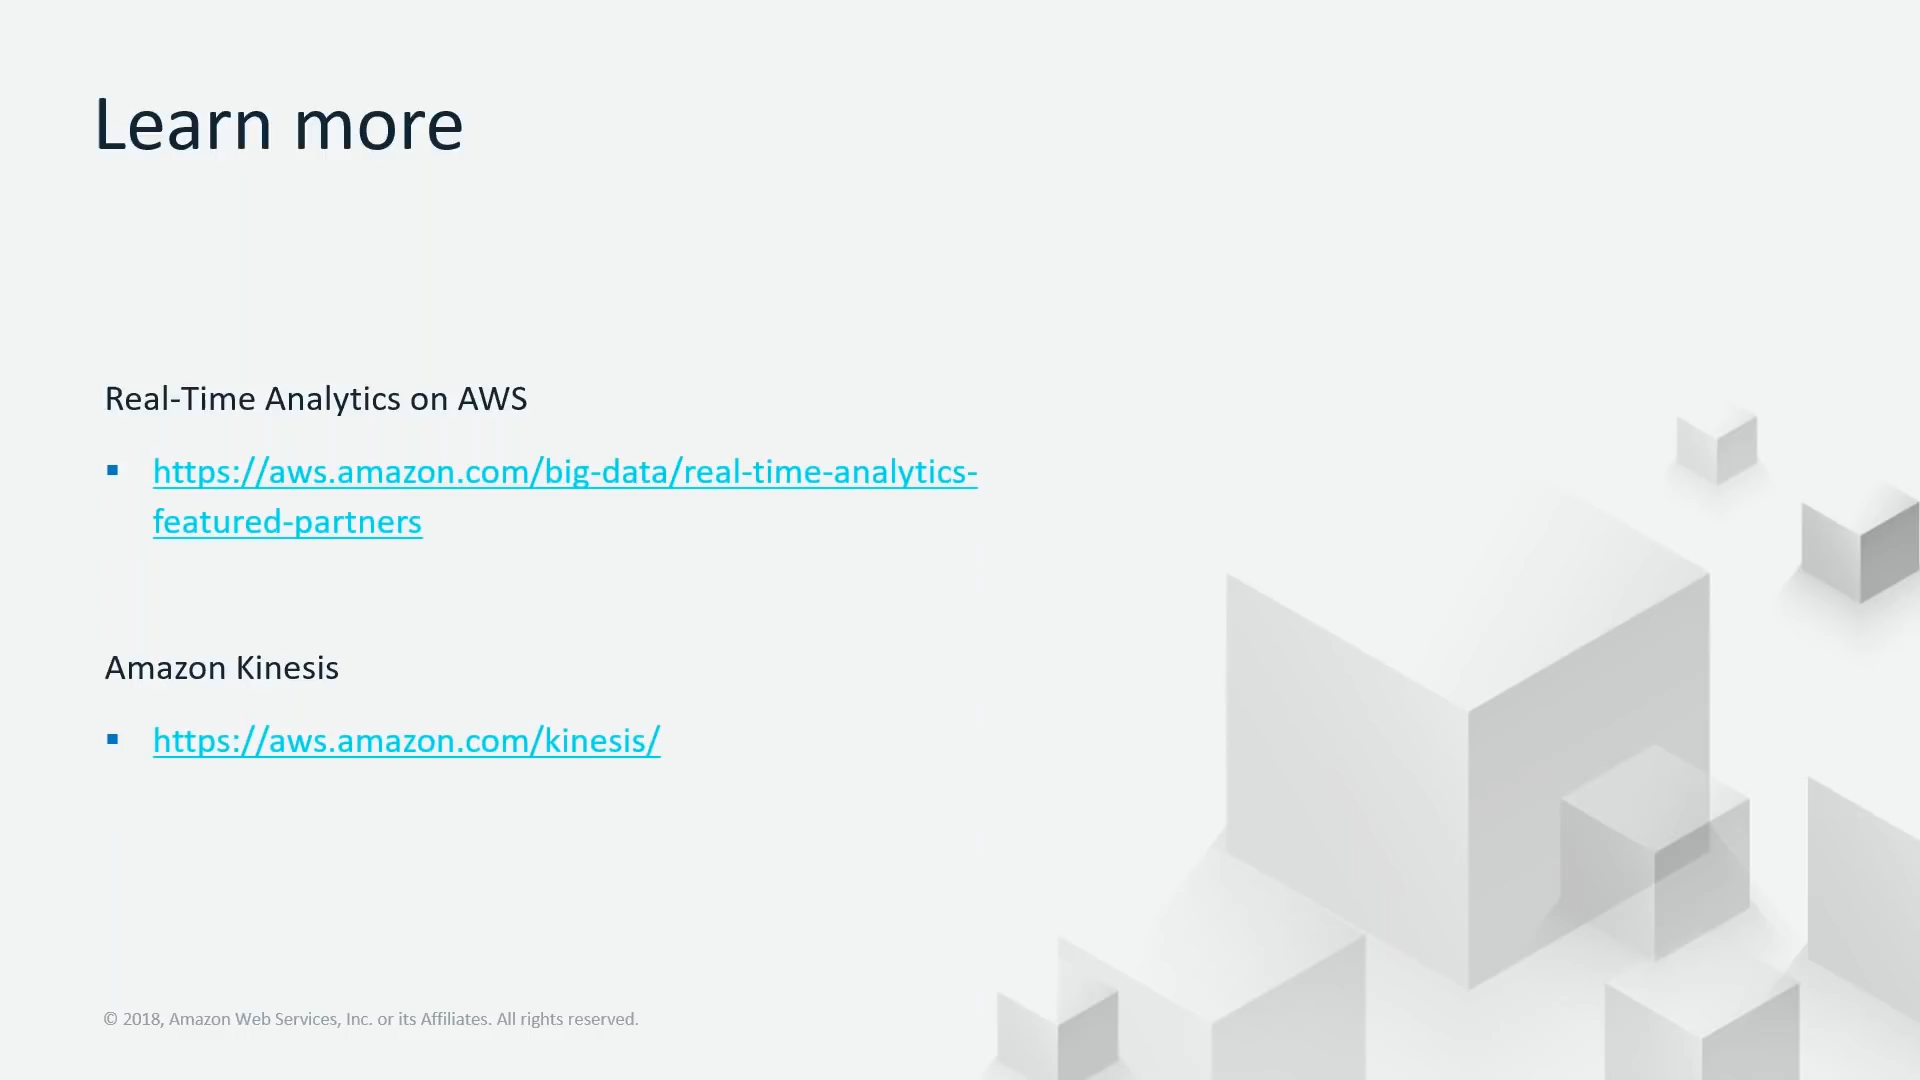 Learn more
Real-Time Analytics on AWS
▪ https://aws.amazon.com/big-data/real-time-analytics-
featured-partners
Amazon Kinesis
▪ https://aws.amazon.com/kinesis/
© 2018, Amazon Web Services, Inc. or its Affiliates. All rights reserved.